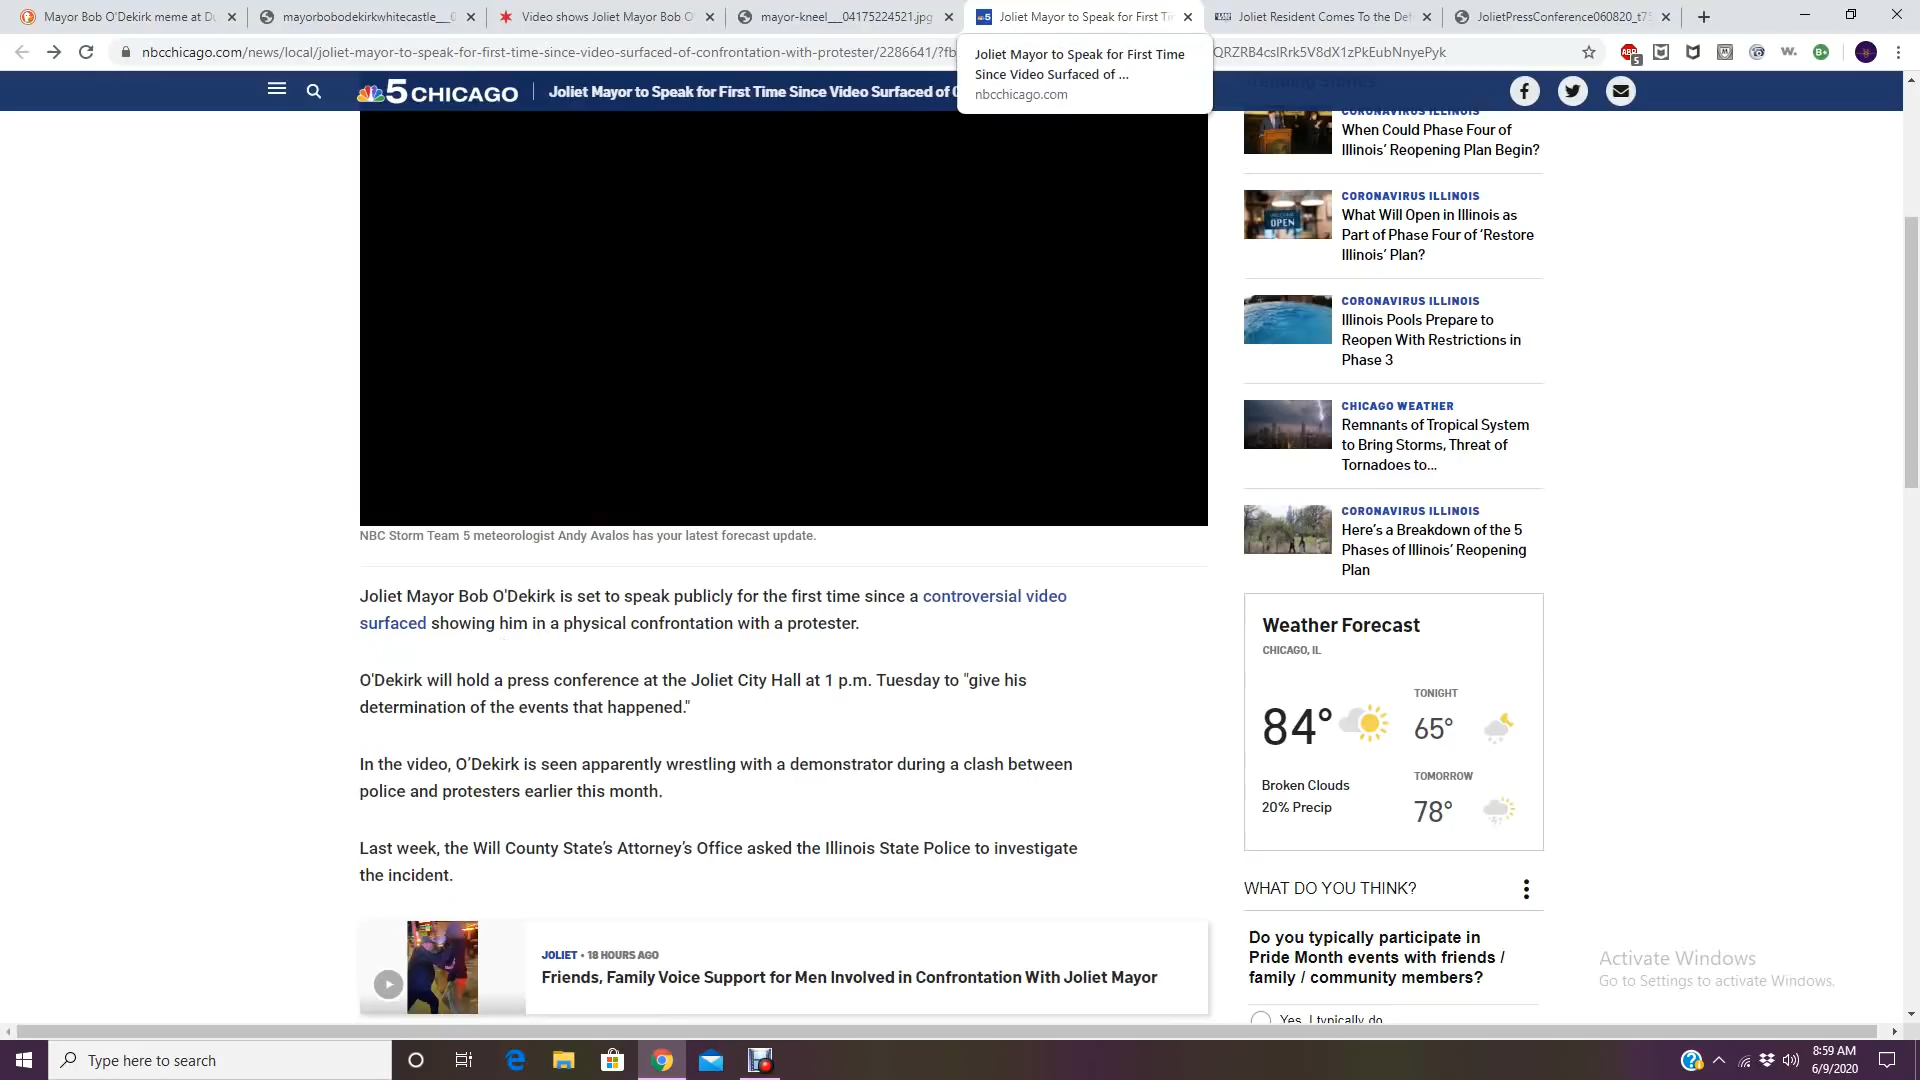 Mayor Bob O'Dekirk meme at Du
mayorbobodekirkwhitecastle___0
Video shows Joliet Mayor Bob O'
mayor-kneel___04175224521.jpg
Joliet Mayor to Speak for First Ti
Joliet Resident Comes To the Def
JolietPressConference060820_t75
nbcchicago.com/news/local/joliet-mayor-to-speak-for-first-time-since-video-surfaced-of-confrontation-with-protester/2286641/?fb
QRZRB4csIRrk5V8dX1zPkEubNnyePyk
Joliet Mayor to Speak for First Time
Since Video Surfaced of ...
nbcchicago.com
5 CHICAGO
Joliet Mayor to Speak for First Time Since Video Surfaced of C
Trending Stories
CORONAVIRUS ILLINOIS
When Could Phase Four of
Illinois’ Reopening Plan Begin?
CORONAVIRUS ILLINOIS
What Will Open in Illinois as
Part of Phase Four of ‘Restore
Illinois’ Plan?
OPEN
CORONAVIRUS ILLINOIS
Illinois Pools Prepare to
Reopen With Restrictions in
Phase 3
CHICAGO WEATHER
Remnants of Tropical System
to Bring Storms, Threat of
Tornadoes to...
CORONAVIRUS ILLINOIS
Here’s a Breakdown of the 5
Phases of Illinois’ Reopening
Plan
NBC Storm Team 5 meteorologist Andy Avalos has your latest forecast update.
Joliet Mayor Bob O'Dekirk is set to speak publicly for the first time since a controversial video
surfaced showing him in a physical confrontation with a protester.
O'Dekirk will hold a press conference at the Joliet City Hall at 1 p.m. Tuesday to "give his
determination of the events that happened."
In the video, O’Dekirk is seen apparently wrestling with a demonstrator during a clash between
police and protesters earlier this month.
Last week, the Will County State’s Attorney’s Office asked the Illinois State Police to investigate
the incident.
JOLIET • 18 HOURS AGO
Friends, Family Voice Support for Men Involved in Confrontation With Joliet Mayor
Weather Forecast
CHICAGO, IL
84°
Broken Clouds
20% Precip
TONIGHT
65°
TOMORROW
78°
WHAT DO YOU THINK?
Do you typically participate in
Pride Month events with friends /
family / community members?
Yes, I typically do
Activate Windows
Go to Settings to activate Windows.
Type here to search
8:59 AM
6/9/2020